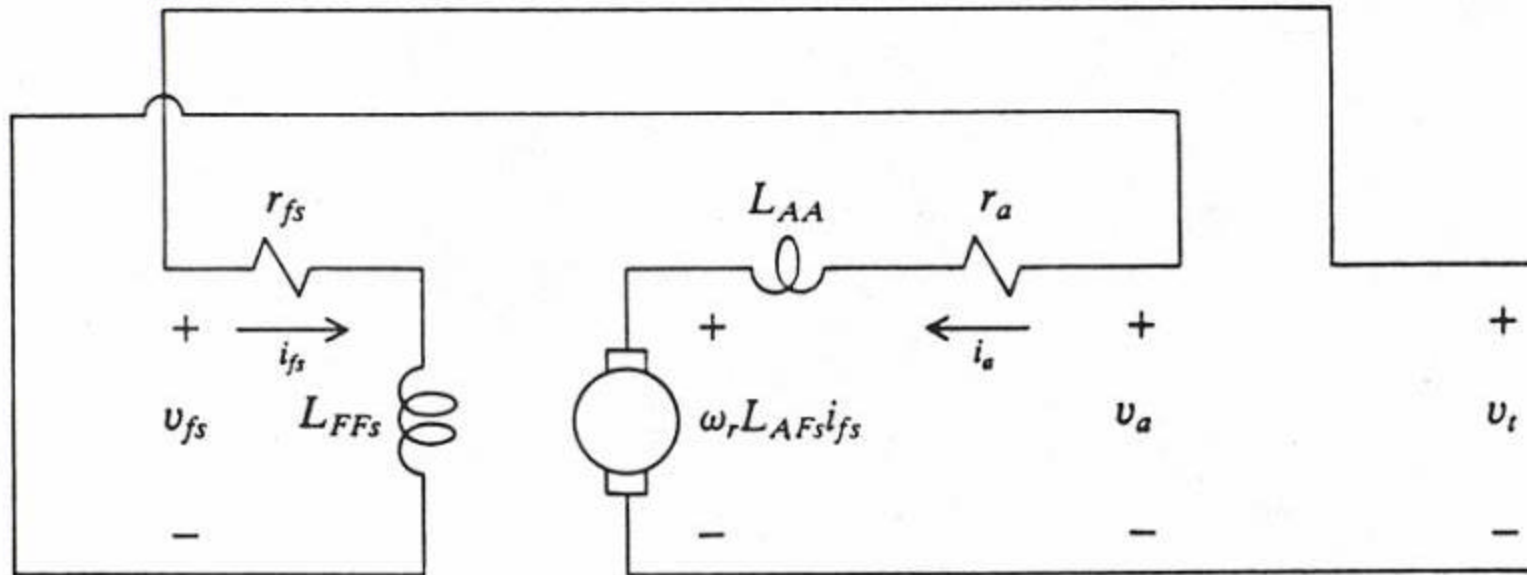 r_fs
L_AA
r_a
+
i_fs
+
i_a
+
+
v_fs
L_FFs
ω_r L_AFs i_fs
v_a
v_t
−
−
−
−